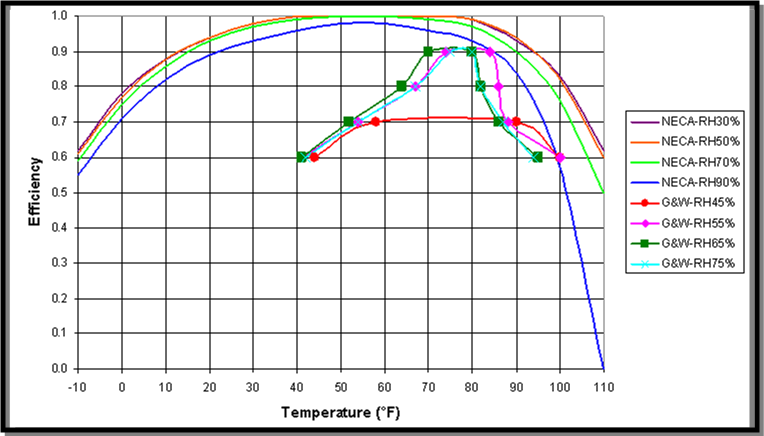 1.0
0.9
0.8
0.7
0.6
0.5
0.4
0.3
0.2
0.1
0.0
Efficiency
-10 0 10 20 30 40 50 60 70 80 90 100 110
Temperature (°F)
NECA-RH30%
NECA-RH50%
NECA-RH70%
NECA-RH90%
G&W-RH45%
G&W-RH55%
G&W-RH65%
G&W-RH75%